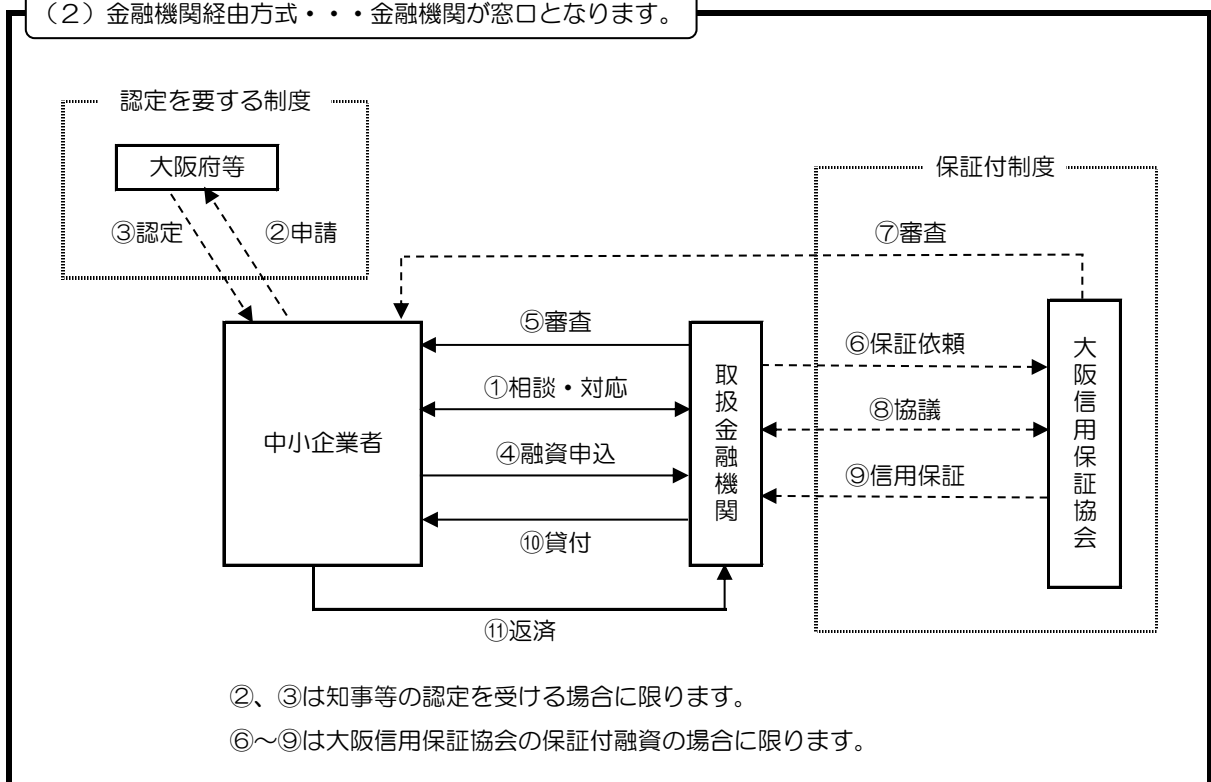 （２）金融機関経由方式・・・金融機関が窓口となります。
認定を要する制度
大阪府等
③認定
②申請
保証付制度
⑦審査
⑤審査
①相談・対応
④融資申込
⑩貸付
⑪返済
中小企業者
取扱金融機関
⑥保証依頼
⑧協議
⑨信用保証
大阪信用保証協会
②、③は知事等の認定を受ける場合に限ります。
⑥～⑨は大阪信用保証協会の保証付融資の場合に限ります。